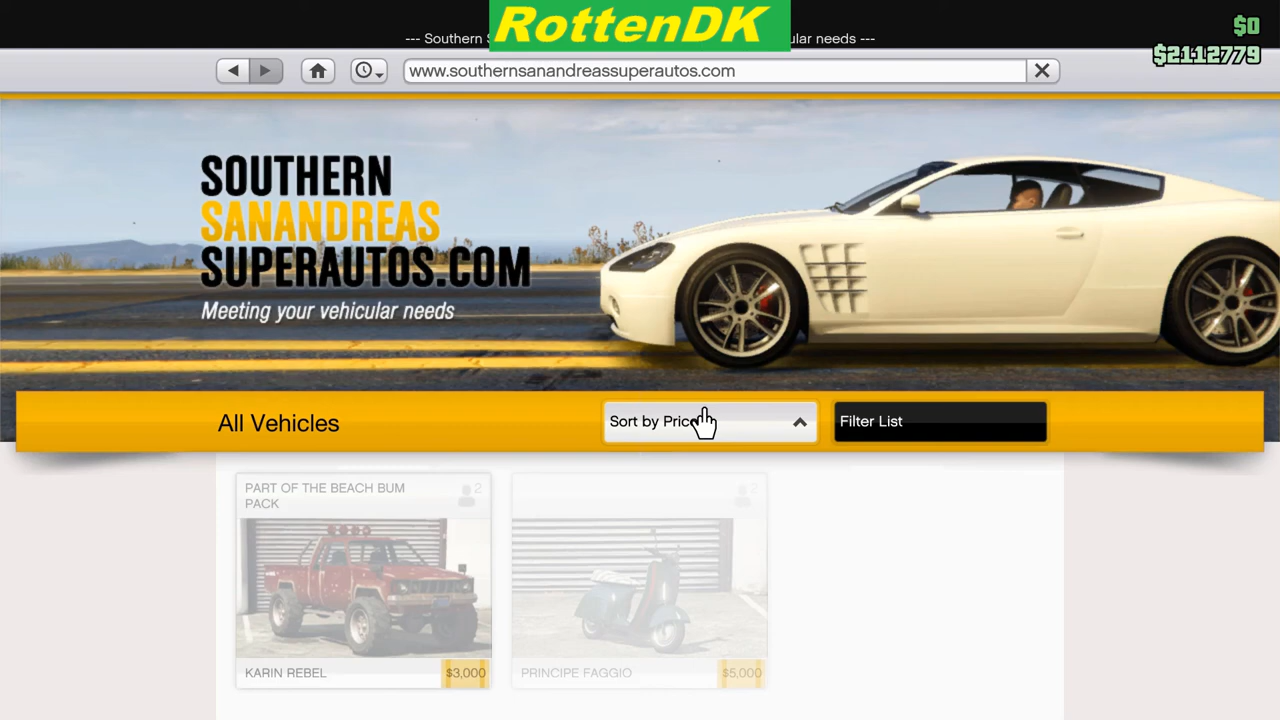 RottenDK
--- Southern S
ular needs ---
$0
$2112779
www.southernsanandreassuperautos.com
SOUTHERN
SANANDREAS
SUPERAUTOS.COM
Meeting your vehicular needs
All Vehicles
Sort by Price
Filter List
PART OF THE BEACH BUM
PACK
2
2
KARIN REBEL
$3,000
PRINCIPE FAGGIO
$5,000